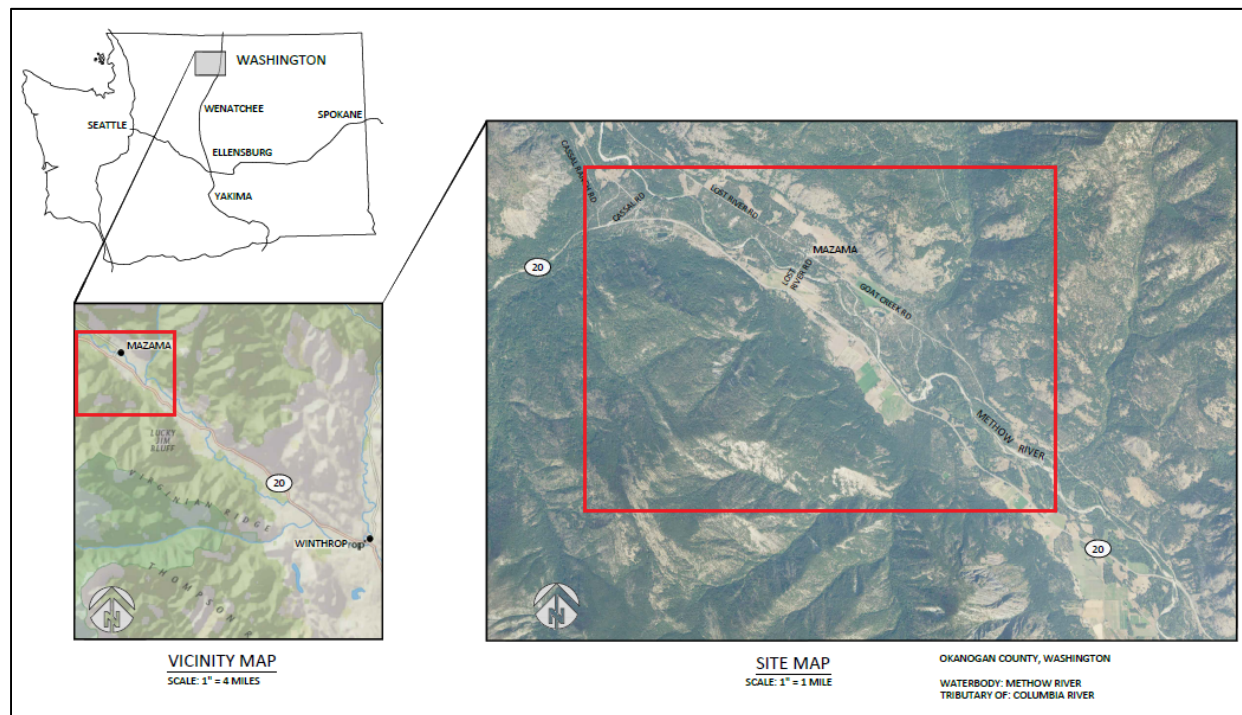 WASHINGTON
WENATCHEE
SEATTLE
SPOKANE
ELLENSBURG
YAKIMA
MAZAMA
LUCKY
JIM
BLUFF
20
VIRGINIAN RIDGE
WINTHROP
THOMPSON R
N
VICINITY MAP
SCALE: 1" = 4 MILES
CASSAL RANCH RD
CASSAL RD
LOST RIVER RD
MAZAMA
20
LOST
RIVER RD
GOAT CREEK RD
METHOW RIVER
20
N
SITE MAP
SCALE: 1" = 1 MILE
OKANOGAN COUNTY, WASHINGTON
WATERBODY: METHOW RIVER
TRIBUTARY OF: COLUMBIA RIVER